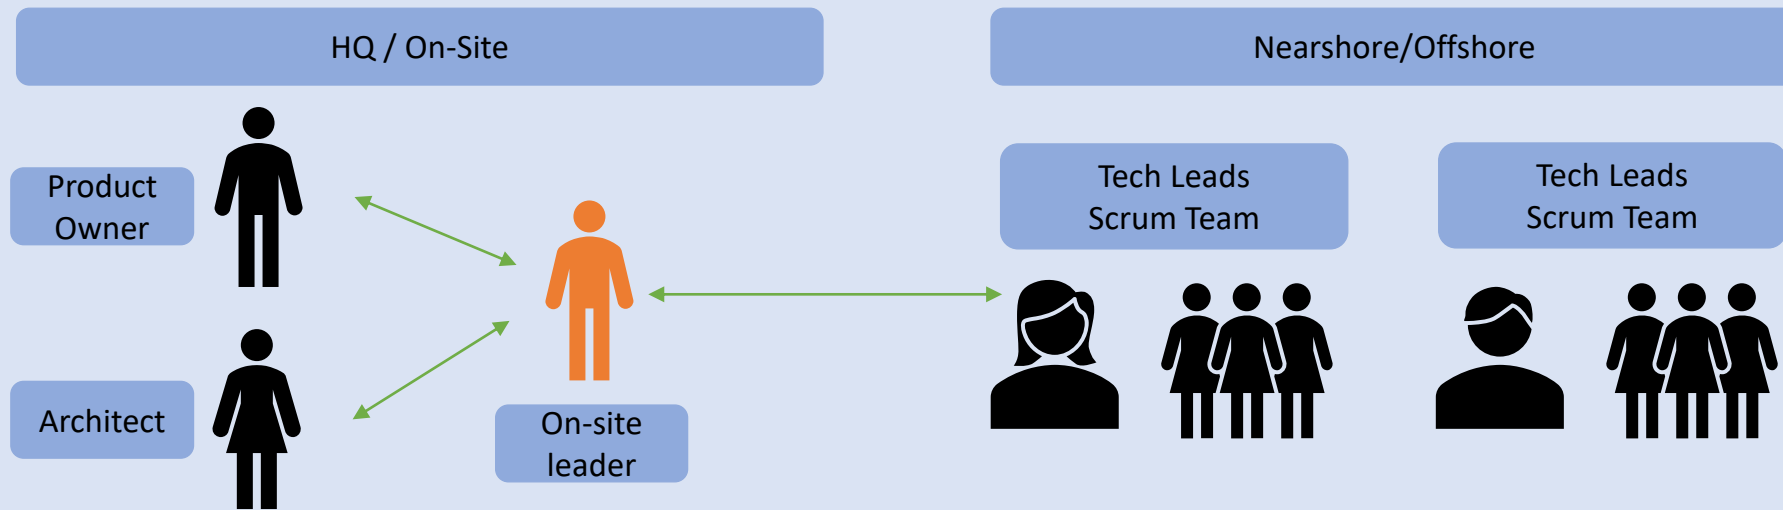 HQ / On-Site
Nearshore/Offshore
Product
Owner
Tech Leads
Scrum Team
Tech Leads
Scrum Team
Architect
On-site
leader